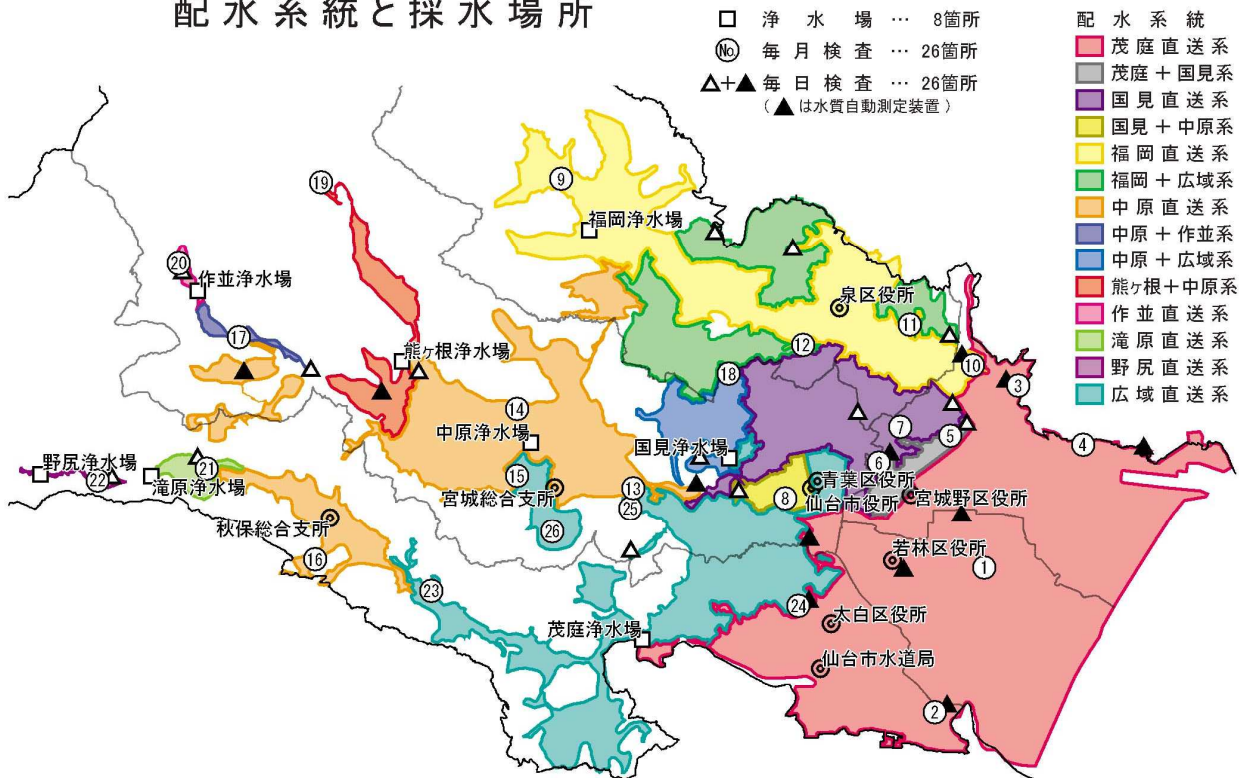 配水系統と採水場所
□ 浄水場 … 8箇所
No. 毎月検査 … 26箇所
△+▲ 毎日検査 … 26箇所
(▲は水質自動測定装置)
配水系統
茂庭直送系
茂庭+国見系
国見直送系
国見+中原系
福岡直送系
福岡+広域系
中原直送系
中原+作並系
中原+広域系
熊ヶ根+中原系
作並直送系
滝原直送系
野尻直送系
広域直送系
9
19
福岡浄水場
20
作並浄水場
泉区役所
17
11
熊ヶ根浄水場
12
10
18
3
14
中原浄水場
7
5
4
国見浄水場
野尻浄水場
22
21
滝原浄水場
15
宮城総合支所
13
25
6
8
青葉区役所
仙台市役所
宮城野区役所
秋保総合支所
26
16
若林区役所
1
23
24
太白区役所
茂庭浄水場
仙台市水道局
2